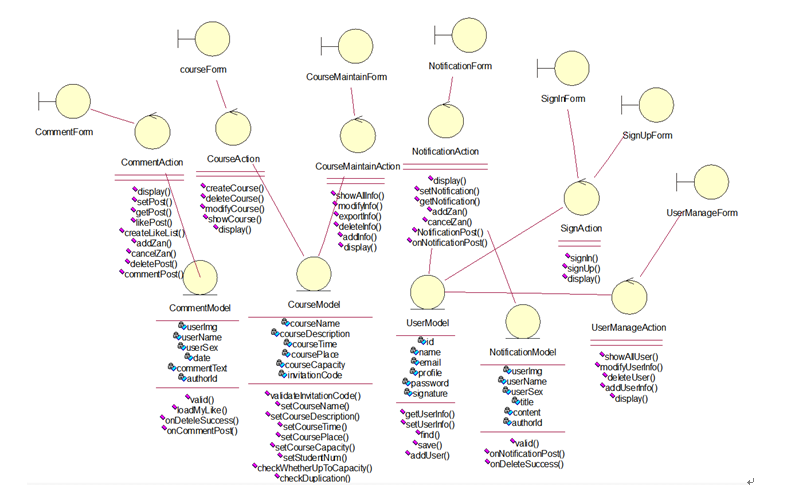 courseForm
CourseMaintainForm
NotificationForm
SignInForm
SignUpForm
CommentForm
CommentAction
display()
setPost()
getPost()
likePost()
createLikeList()
addZan()
cancelZan()
deletePost()
commentPost()
CourseAction
createCourse()
deleteCourse()
modifyCourse()
showCourse()
display()
CourseMaintainAction
showAllInfo()
modifyInfo()
exportInfo()
deleteInfo()
addInfo()
display()
NotificationAction
display()
setNotification()
getNotification()
addZan()
cancelZan()
NotificationPost()
onNotificationPost()
SignAction
signIn()
signUp()
display()
UserManageForm
CommentModel
userImg
userName
userSex
date
commentText
authorId
valid()
loadMyLike()
onDeteleSuccess()
onCommentPost()
CourseModel
courseName
courseDescription
courseTime
coursePlace
courseCapacity
invitationCode
validateInvitationCode()
setCourseName()
setCourseDescription()
setCourseTime()
setCoursePlace()
setCourseCapacity()
setStudentNum()
checkWhetherUpToCapacity()
checkDuplication()
UserModel
id
name
email
profile
password
signature
getUserInfo()
setUserInfo()
find()
save()
addUser()
NotificationModel
userImg
userName
userSex
title
content
authorId
valid()
onNotificationPost()
onDeleteSuccess()
UserManageAction
showAllUser()
modifyUserInfo()
deleteUser()
addUserInfo()
display()